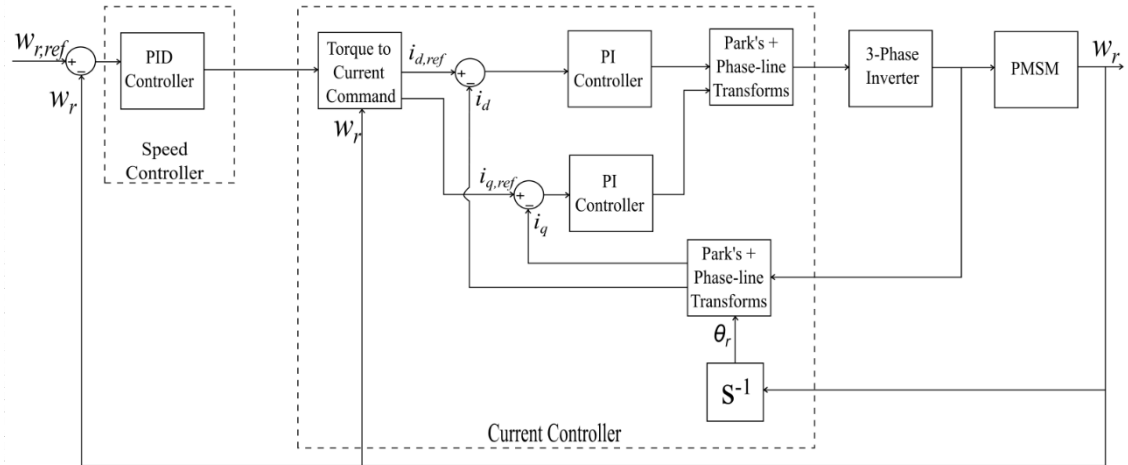 w_{r,ref}
+
−
w_r
PID
Controller
Speed
Controller
Torque to
Current
Command
w_r
i_{d,ref}
+
−
i_d
PI
Controller
i_{q,ref}
+
−
i_q
PI
Controller
Park's +
Phase-line
Transforms
3-Phase
Inverter
PMSM
w_r
Park's +
Phase-line
Transforms
θ_r
S^{-1}
Current Controller